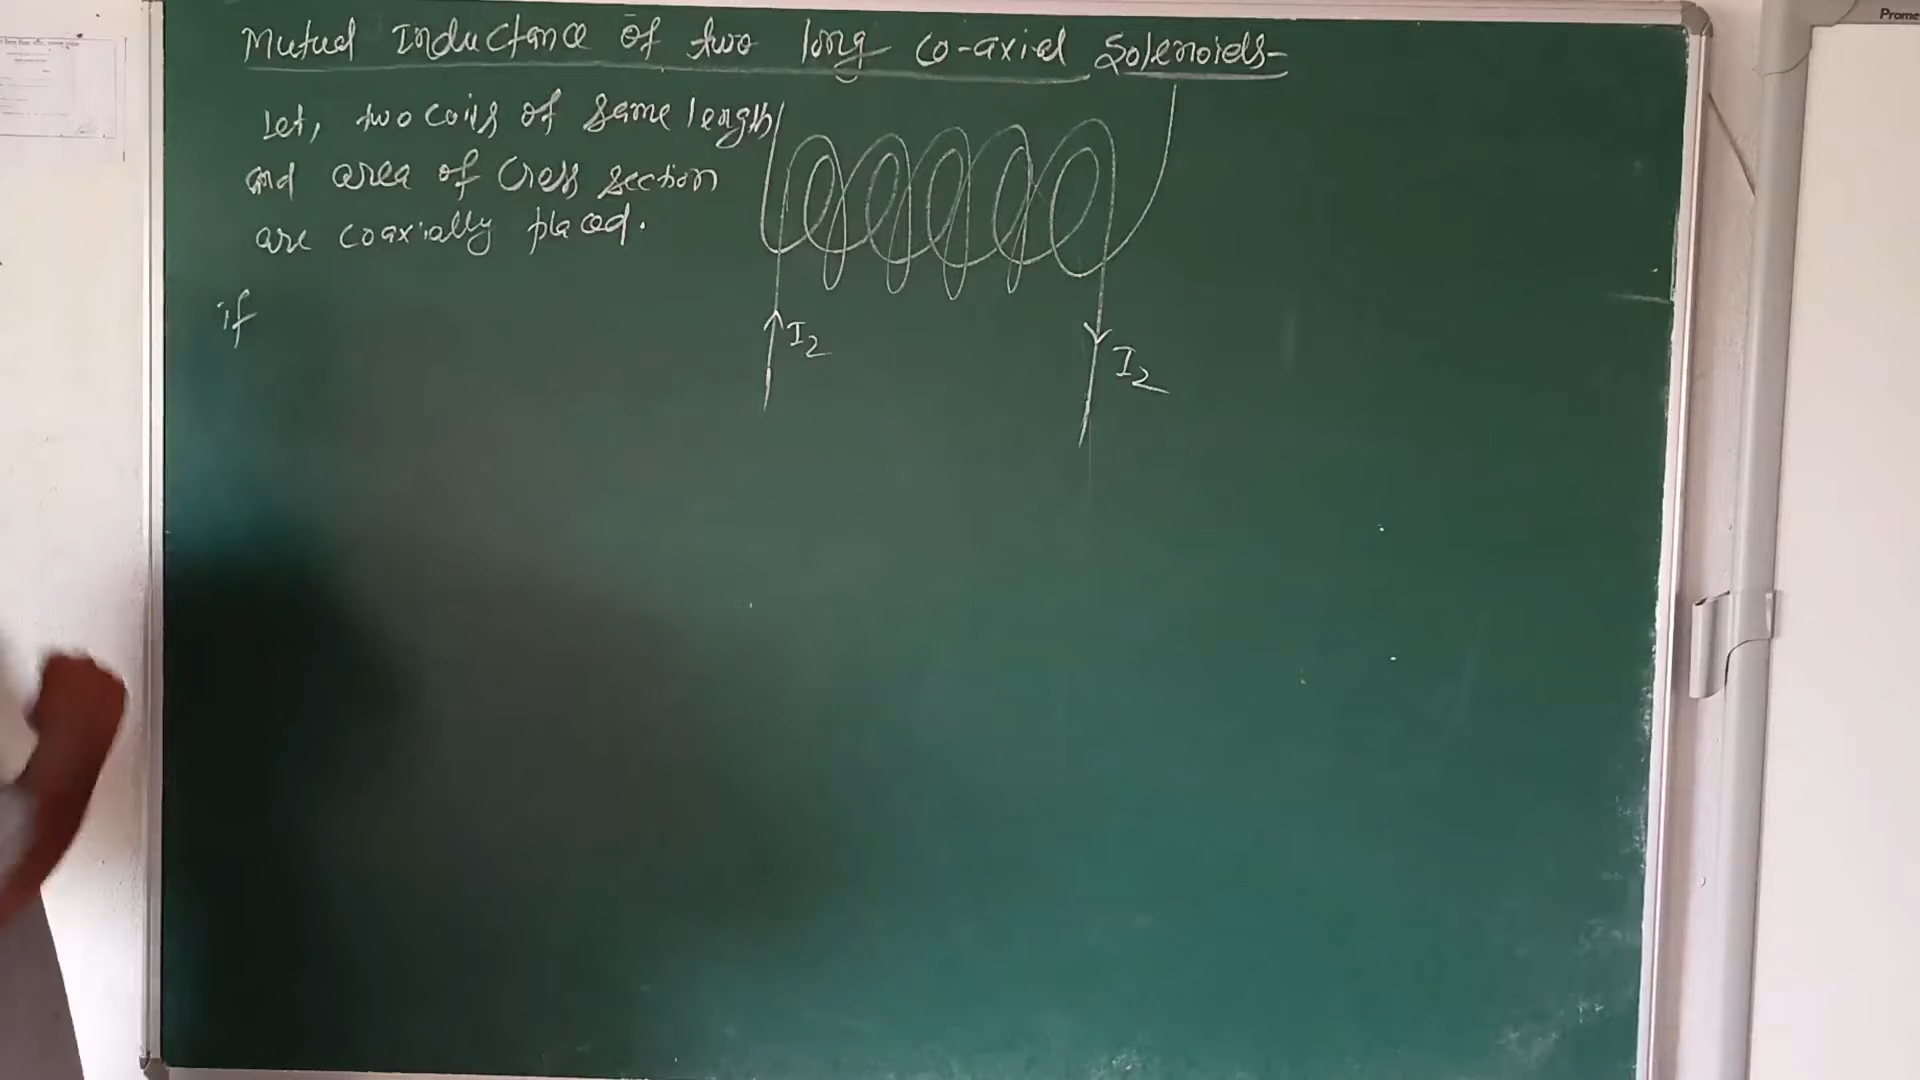 Mutual Inductance of two long co-axial Solenoids-
Let, two coils of same length
and area of Cross section
are coaxially placed.
if
I2
I2
Prome